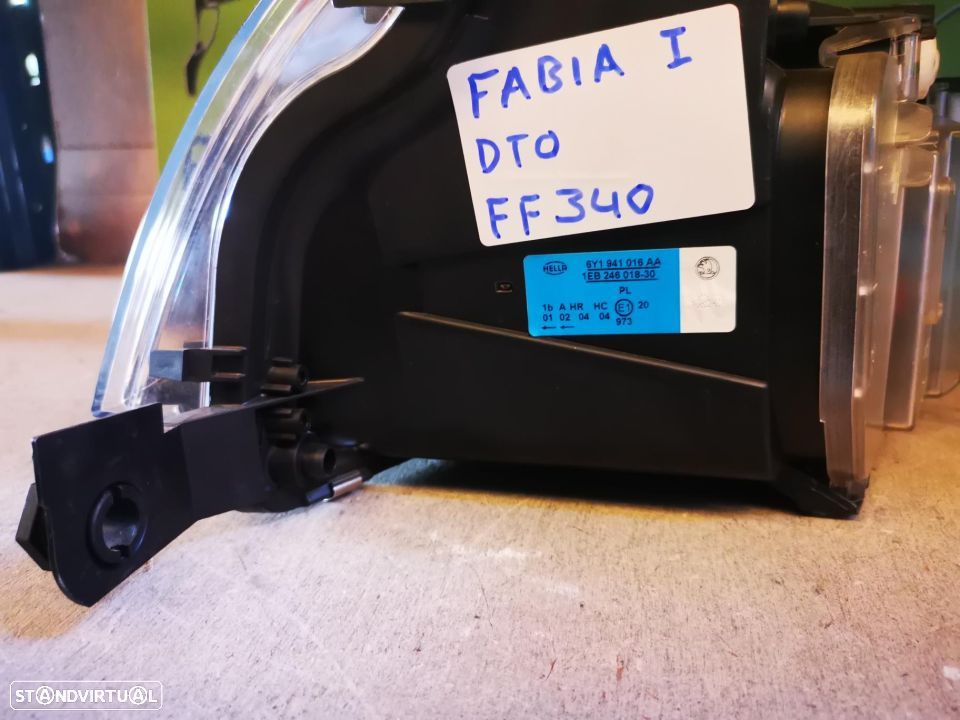 FABIA I
DTO
FF340
HELLA
6Y1 941 016 AA
1EB 246 018-30
PL
1b A HR HC E1 20
01 02 04 04 973
STANDVIRTUAL